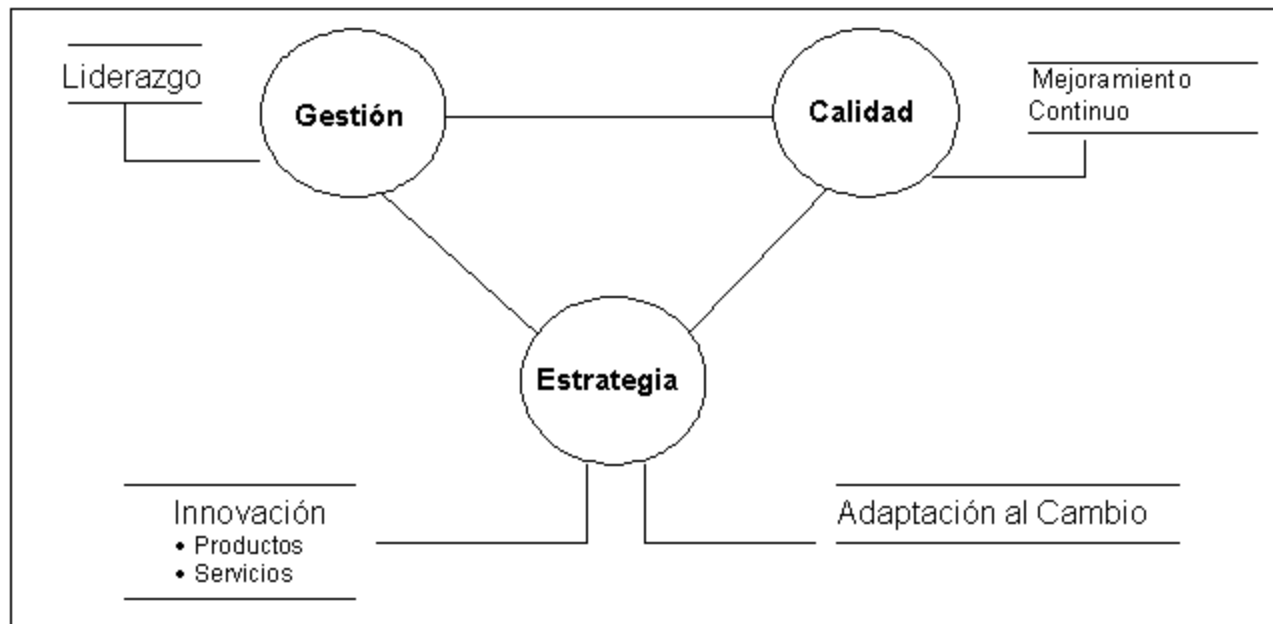 Liderazgo
Gestión
Calidad
Mejoramiento
Continuo
Estrategia
Innovación
• Productos
• Servicios
Adaptación al Cambio